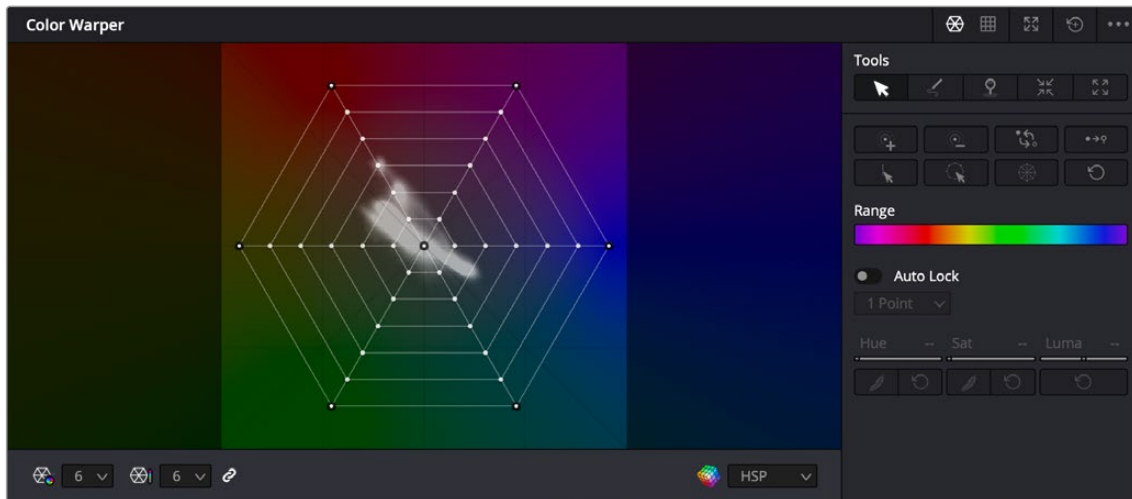 Color Warper
Tools
Range
Auto Lock
1 Point
Hue -- Sat -- Luma --
6 6 HSP